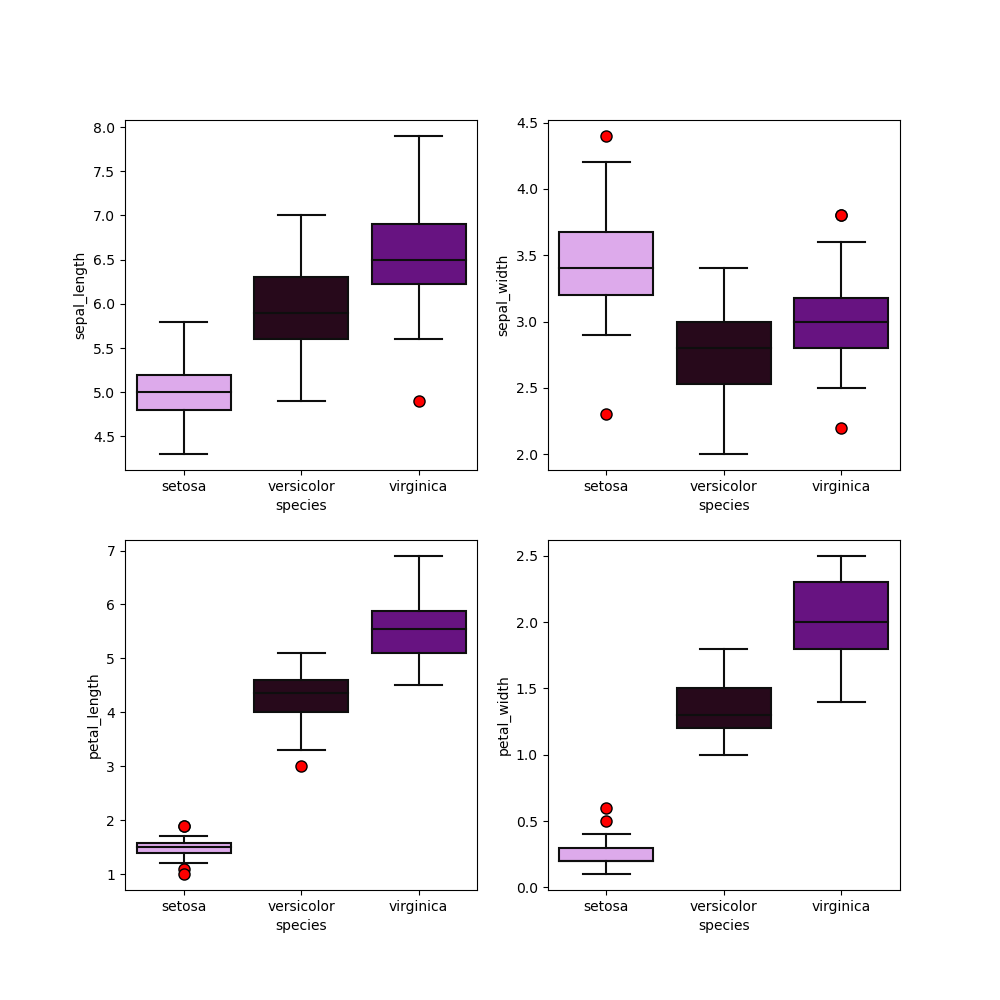 sepal_length
8.0
7.5
7.0
6.5
6.0
5.5
5.0
4.5
setosa versicolor virginica
species
sepal_width
4.5
4.0
3.5
3.0
2.5
2.0
setosa versicolor virginica
species
petal_length
7
6
5
4
3
2
1
setosa versicolor virginica
species
petal_width
2.5
2.0
1.5
1.0
0.5
0.0
setosa versicolor virginica
species